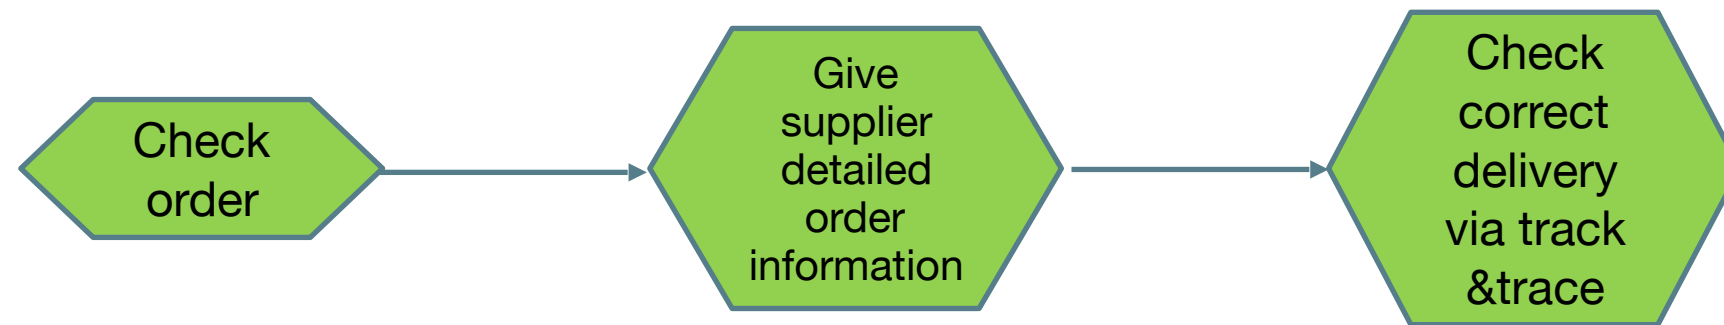 Check
order
Give
supplier
detailed
order
information
Check
correct
delivery
via track
&trace